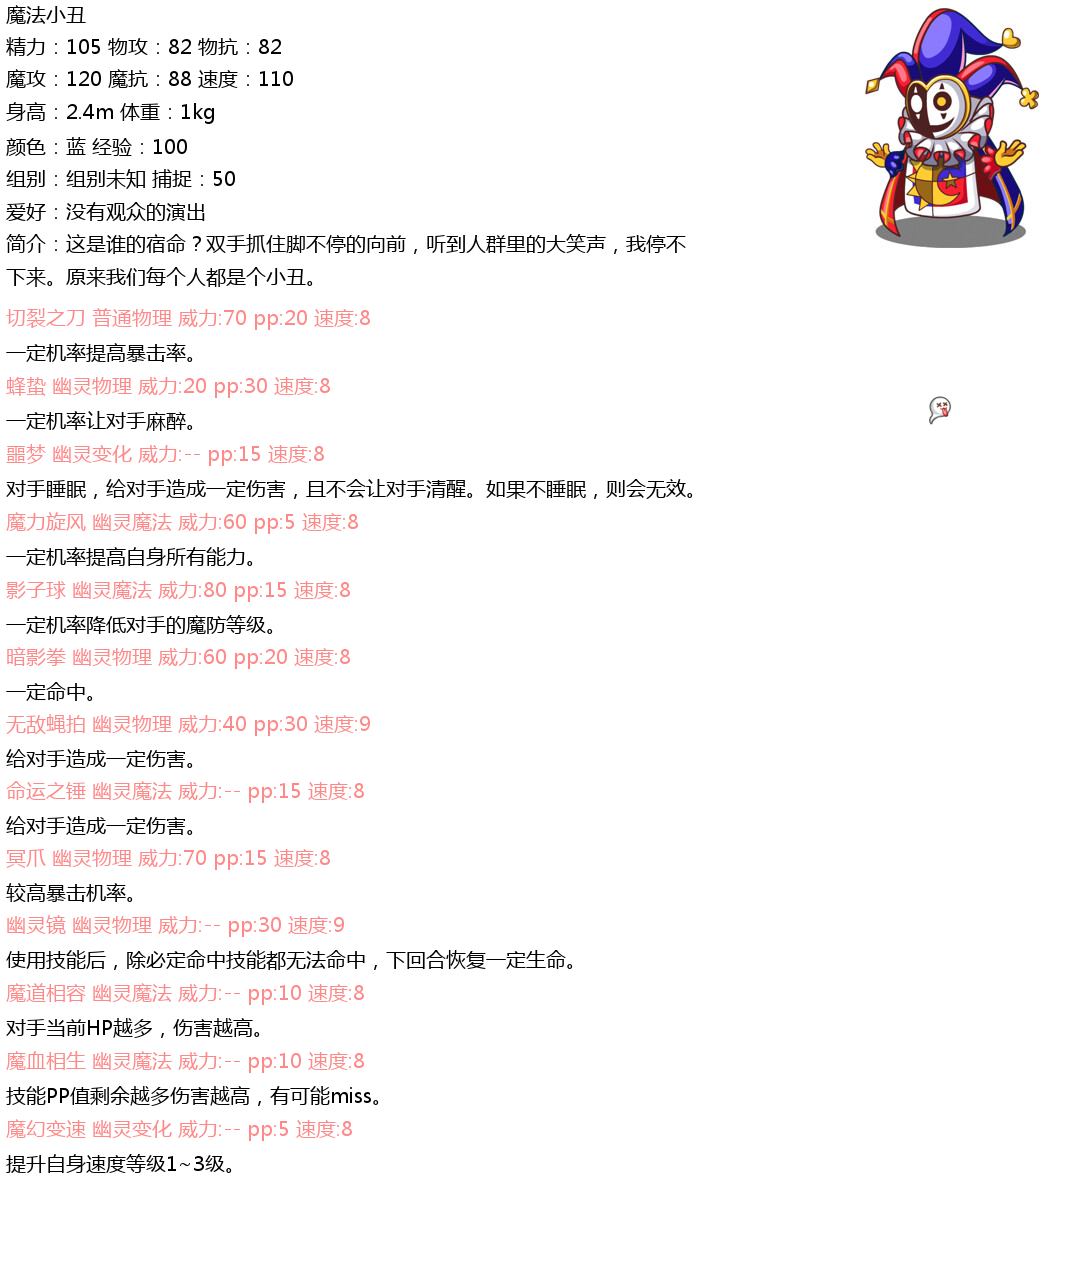 魔法小丑
精力：105 物攻：82 物抗：82
魔攻：120 魔抗：88 速度：110
身高：2.4m 体重：1kg
颜色：蓝 经验：100
组别：组别未知 捕捉：50
爱好：没有观众的演出
简介：这是谁的宿命？双手抓住脚不停的向前，听到人群里的大笑声，我停不
下来。原来我们每个人都是个小丑。
切裂之刀 普通物理 威力:70 pp:20 速度:8
一定机率提高暴击率。
蜂蛰 幽灵物理 威力:20 pp:30 速度:8
一定机率让对手麻醉。
噩梦 幽灵变化 威力:-- pp:15 速度:8
对手睡眠，给对手造成一定伤害，且不会让对手清醒。如果不睡眠，则会无效。
魔力旋风 幽灵魔法 威力:60 pp:5 速度:8
一定机率提高自身所有能力。
影子球 幽灵魔法 威力:80 pp:15 速度:8
一定机率降低对手的魔防等级。
暗影拳 幽灵物理 威力:60 pp:20 速度:8
一定命中。
无敌蝇拍 幽灵物理 威力:40 pp:30 速度:9
给对手造成一定伤害。
命运之锤 幽灵魔法 威力:-- pp:15 速度:8
给对手造成一定伤害。
冥爪 幽灵物理 威力:70 pp:15 速度:8
较高暴击机率。
幽灵镜 幽灵物理 威力:-- pp:30 速度:9
使用技能后，除必定命中技能都无法命中，下回合恢复一定生命。
魔道相容 幽灵魔法 威力:-- pp:10 速度:8
对手当前HP越多，伤害越高。
魔血相生 幽灵魔法 威力:-- pp:10 速度:8
技能PP值剩余越多伤害越高，有可能miss。
魔幻变速 幽灵变化 威力:-- pp:5 速度:8
提升自身速度等级1~3级。